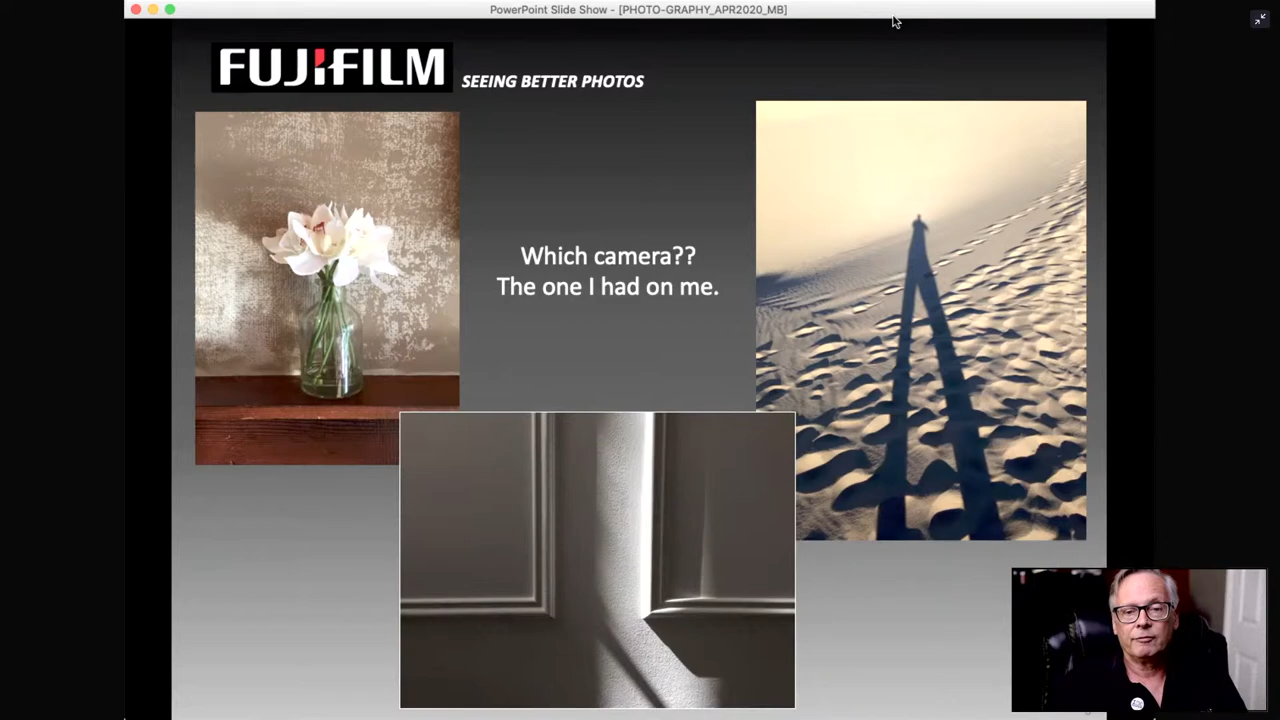 PowerPoint Slide Show - [PHOTO-GRAPHY_APR2020_MB]
FUJIFILM
SEEING BETTER PHOTOS
Which camera??
The one I had on me.